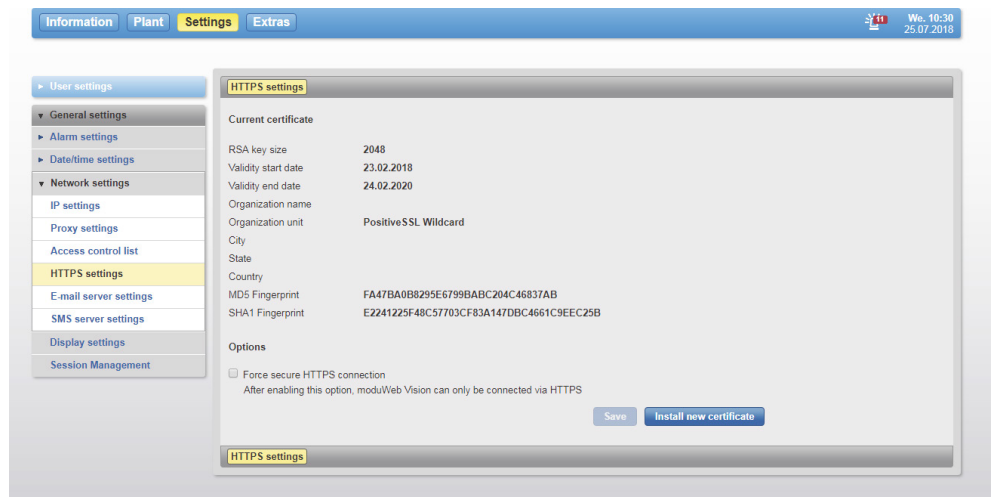 Information Plant Settings Extras
11
We. 10:30
25.07.2018
User settings
General settings
Alarm settings
Date/time settings
Network settings
IP settings
Proxy settings
Access control list
HTTPS settings
E-mail server settings
SMS server settings
Display settings
Session Management
HTTPS settings
Current certificate
RSA key size 2048
Validity start date 23.02.2018
Validity end date 24.02.2020
Organization name
Organization unit PositiveSSL Wildcard
City
State
Country
MD5 Fingerprint FA47BA0B8295E6799BABC204C46837AB
SHA1 Fingerprint E2241225F48C57703CF83A147DBC4661C9EEC25B
Options
Force secure HTTPS connection
After enabling this option, moduWeb Vision can only be connected via HTTPS
Save Install new certificate
HTTPS settings